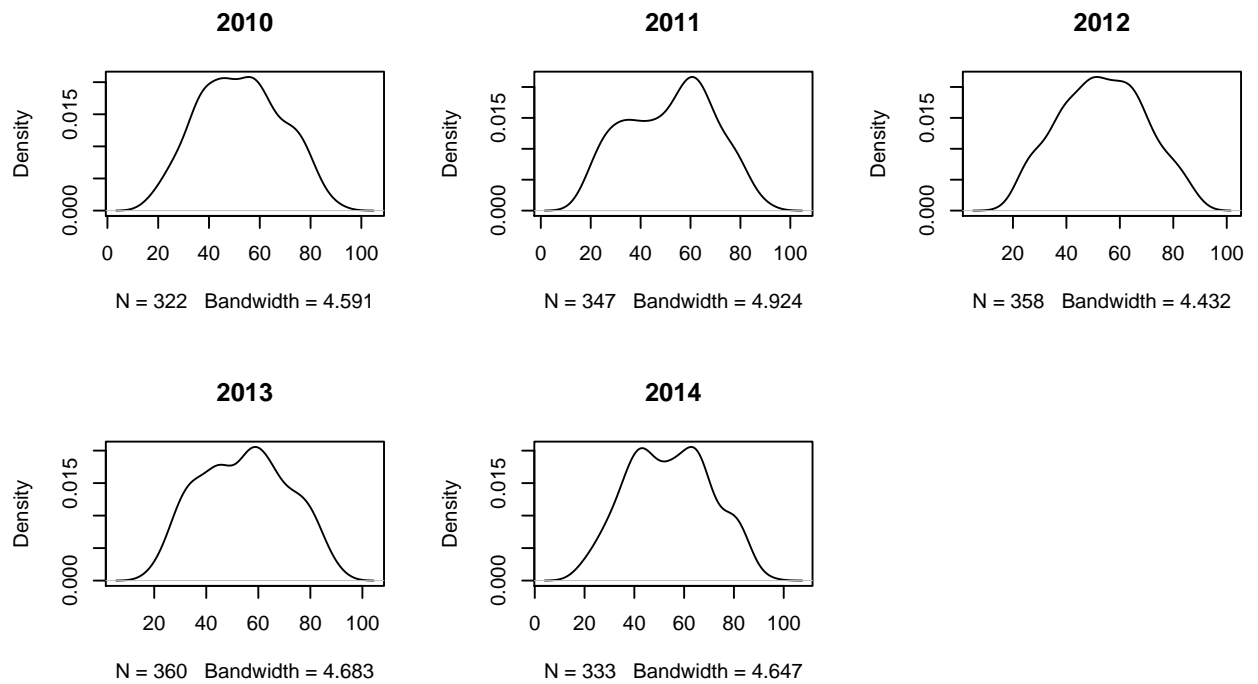 2010
0.015
0.000
Density
0 20 40 60 80 100
N = 322 Bandwidth = 4.591
2011
0.015
0.000
Density
0 20 40 60 80 100
N = 347 Bandwidth = 4.924
2012
0.015
0.000
Density
20 40 60 80 100
N = 358 Bandwidth = 4.432
2013
0.015
0.000
Density
20 40 60 80 100
N = 360 Bandwidth = 4.683
2014
0.015
0.000
Density
0 20 40 60 80 100
N = 333 Bandwidth = 4.647